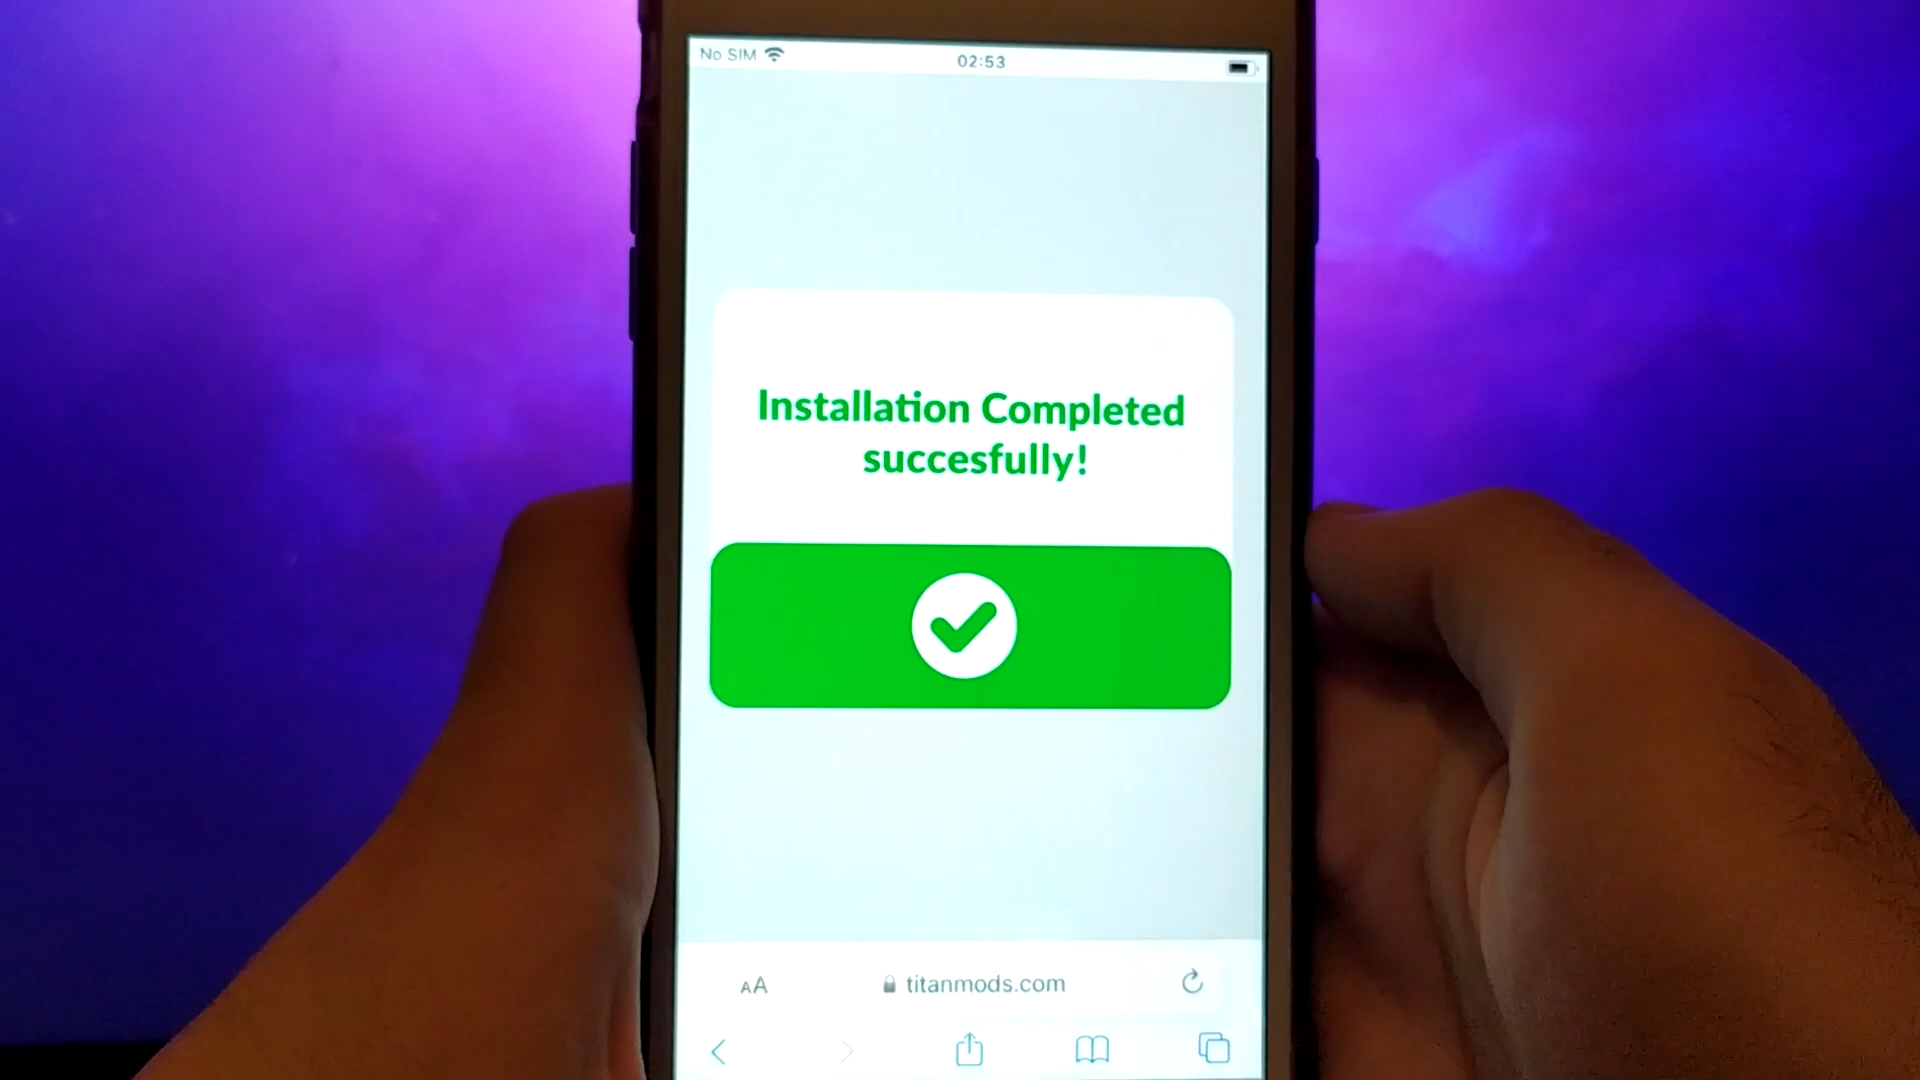 No SIM
02:53
Installation Completed
succesfully!
AA
titanmods.com